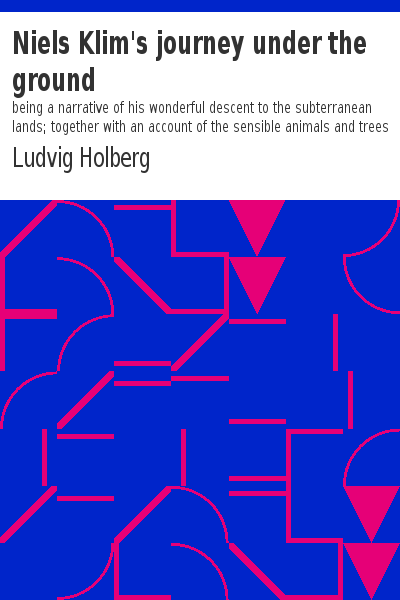 Niels Klim's journey under the
ground
being a narrative of his wonderful descent to the subterranean
lands; together with an account of the sensible animals and trees
Ludvig Holberg